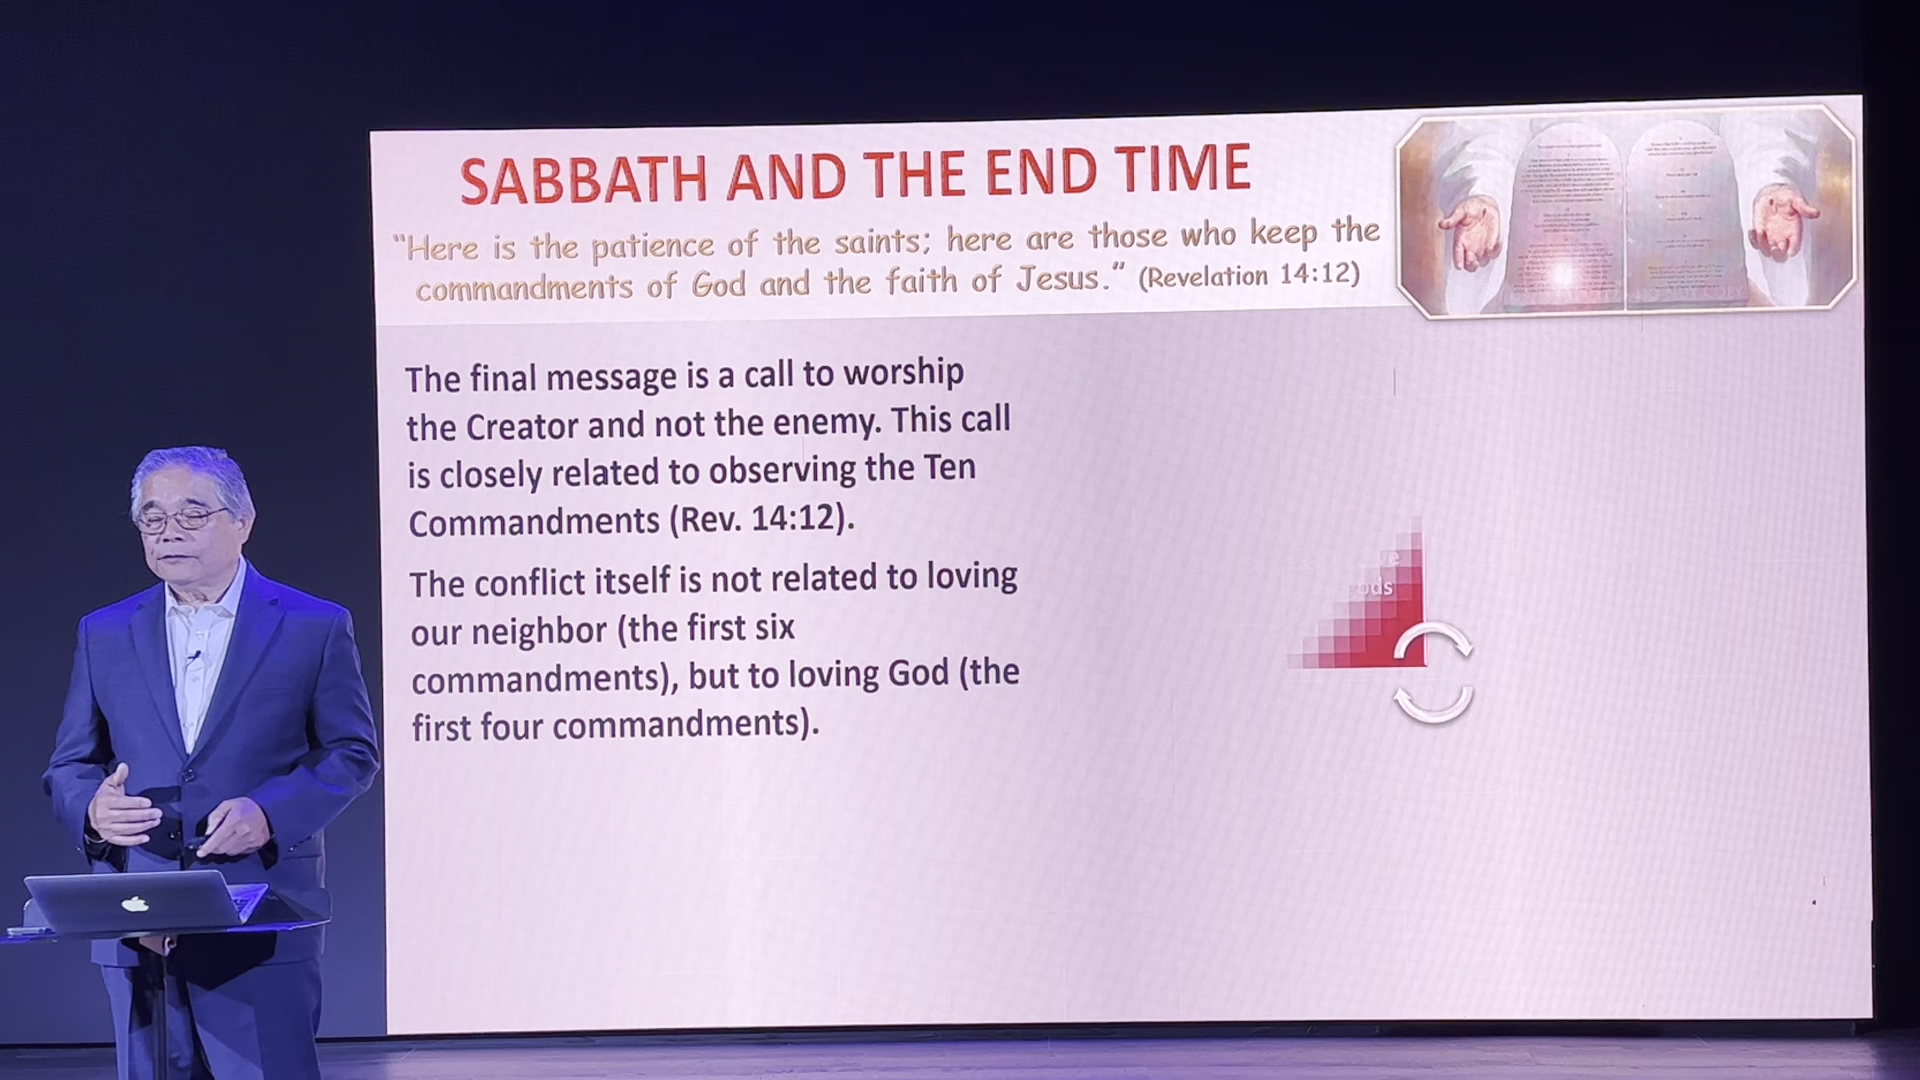 SABBATH AND THE END TIME
“Here is the patience of the saints; here are those who keep the
commandments of God and the faith of Jesus.” (Revelation 14:12)
The final message is a call to worship
the Creator and not the enemy. This call
is closely related to observing the Ten
Commandments (Rev. 14:12).
The conflict itself is not related to loving
our neighbor (the first six
commandments), but to loving God (the
first four commandments).